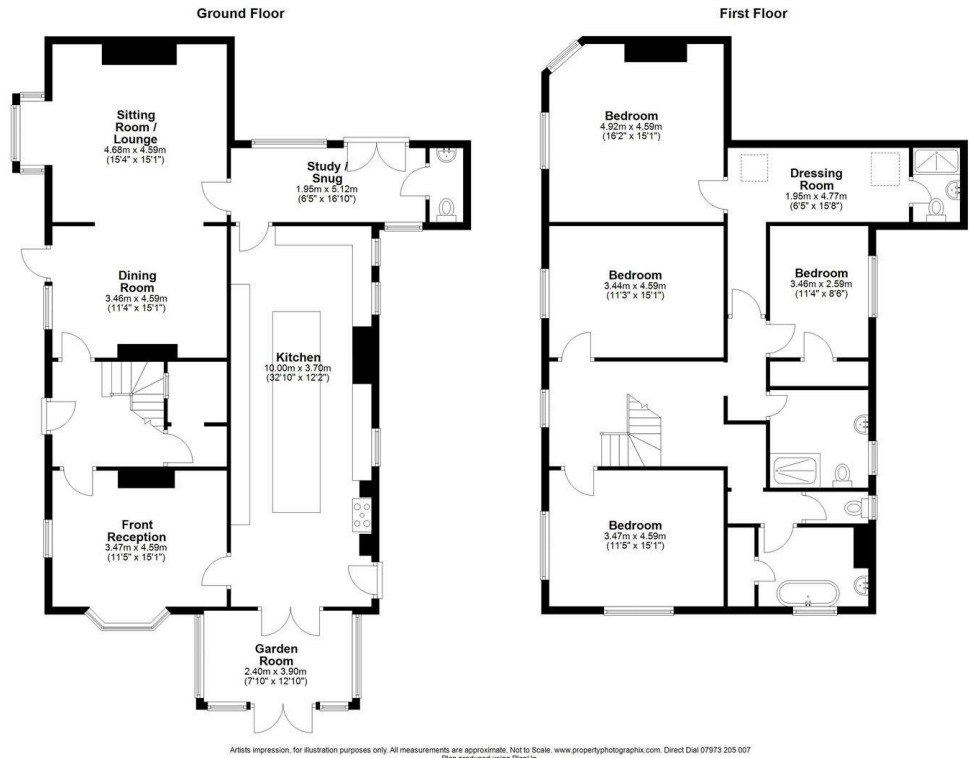 Ground Floor
Sitting
Room /
Lounge
4.68m x 4.59m
(15'4" x 15'1")
Study /
Snug
1.95m x 5.12m
(6'5" x 16'10")
Dining
Room
3.46m x 4.59m
(11'4" x 15'1")
Kitchen
10.00m x 3.70m
(32'10" x 12'2")
Front
Reception
3.47m x 4.59m
(11'5" x 15'1")
Garden
Room
2.40m x 3.90m
(7'10" x 12'10")
First Floor
Bedroom
4.92m x 4.59m
(16'2" x 15'1")
Dressing
Room
1.95m x 4.77m
(6'5" x 15'8")
Bedroom
3.44m x 4.59m
(11'3" x 15'1")
Bedroom
3.46m x 2.59m
(11'4" x 8'6")
Bedroom
3.47m x 4.59m
(11'5" x 15'1")
Artists impression, for illustration purposes only. All measurements are approximate. Not to Scale. www.propertyphotographix.com. Direct Dial 07973 205 007
Plan produced using PlanUp.